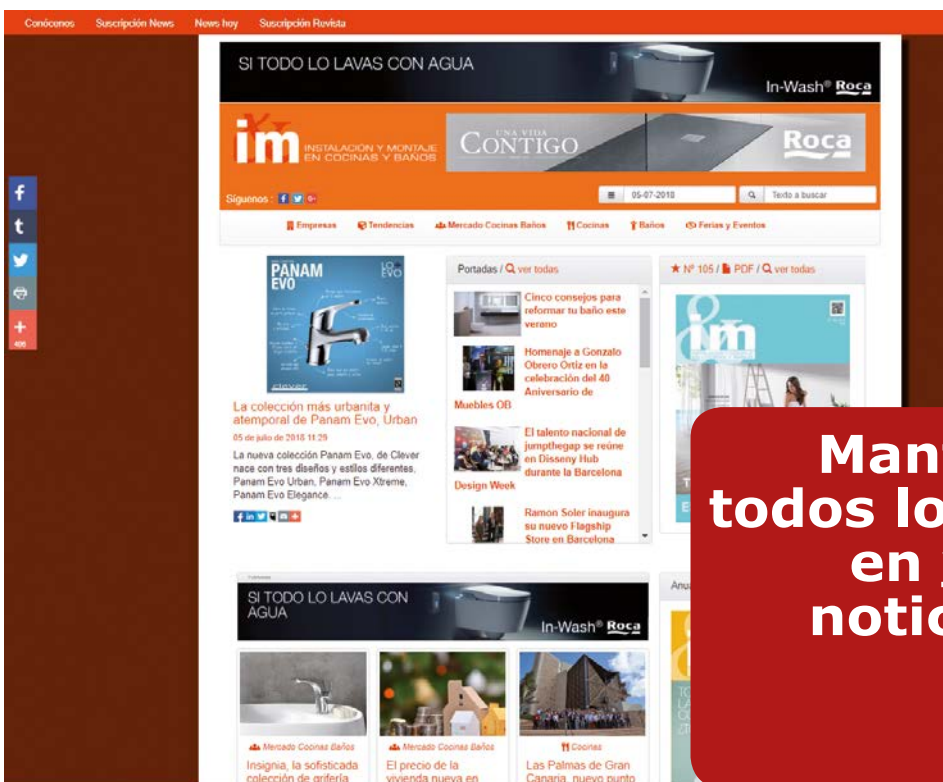 Conócenos Suscripción News News hoy Suscripción Revista
SI TODO LO LAVAS CON AGUA
In-Wash® Roca
im INSTALACIÓN Y MONTAJE
EN COCINAS Y BAÑOS
UNA VIDA
CONTIGO
Roca
Síguenos :
05-07-2018
Texto a buscar
Empresas Tendencias Mercado Cocinas Baños Cocinas Baños Ferias y Eventos
PANAM
EVO
clever
La colección más urbanita y
atemporal de Panam Evo, Urban
05 de julio de 2018 11:29
La nueva colección Panam Evo, de Clever
nace con tres diseños y estilos diferentes,
Panam Evo Urban, Panam Evo Xtreme,
Panam Evo Elegance. ...
Portadas / ver todas
Cinco consejos para
reformar tu baño este
verano
Homenaje a Gonzalo
Obrero Ortiz en la
celebración del 40
Aniversario de
Muebles OB
El talento nacional de
jumpthegap se reúne
en Disseny Hub
durante la Barcelona
Design Week
Ramon Soler inaugura
su nuevo Flagship
Store en Barcelona
Nº 105 / PDF / ver todas
im
SI TODO LO LAVAS CON
AGUA
In-Wash® Roca
Mercado Cocinas Baños
Insignia, la sofisticada
colección de grifería
Mercado Cocinas Baños
El precio de la
vivienda nueva en
Cocinas
Las Palmas de Gran
Canaria, nuevo punto
Anu
Man
todos lo
en
notic